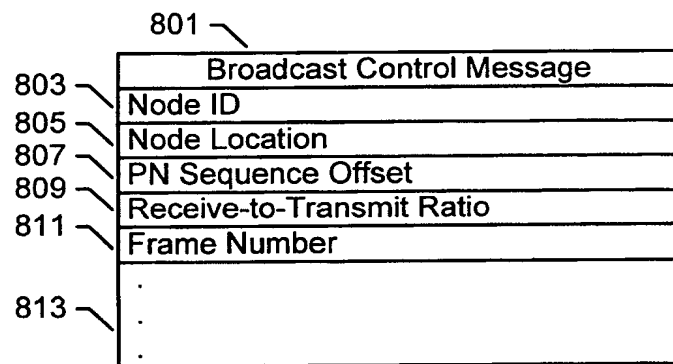 801
Broadcast Control Message
803 Node ID
805 Node Location
807 PN Sequence Offset
809 Receive-to-Transmit Ratio
811 Frame Number
813
.
.
.